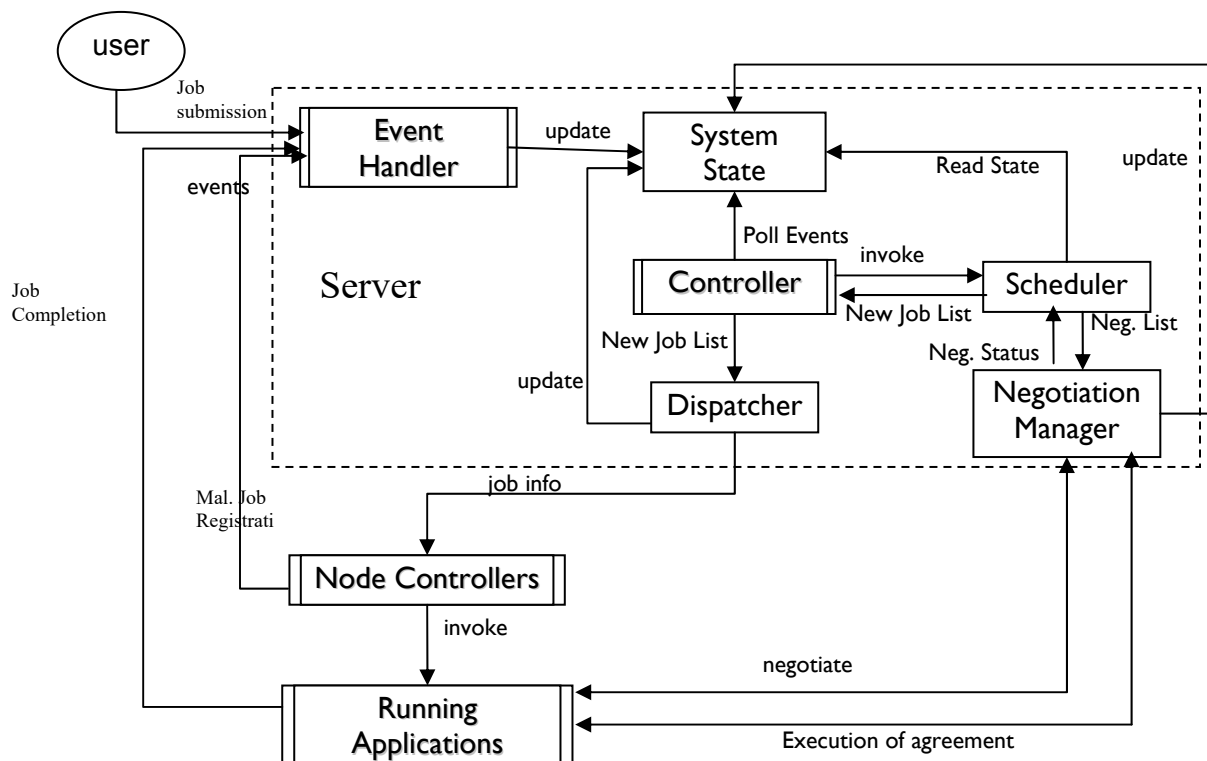 user
Job
submission
Event
Handler
update
System
State
update
Read State
events
Poll Events
invoke
Server
Controller
Scheduler
Job
Completion
New Job List
Neg. List
New Job List
Neg. Status
update
Dispatcher
Negotiation
Manager
job info
Mal. Job
Registrati
Node Controllers
invoke
negotiate
Running
Applications
Execution of agreement